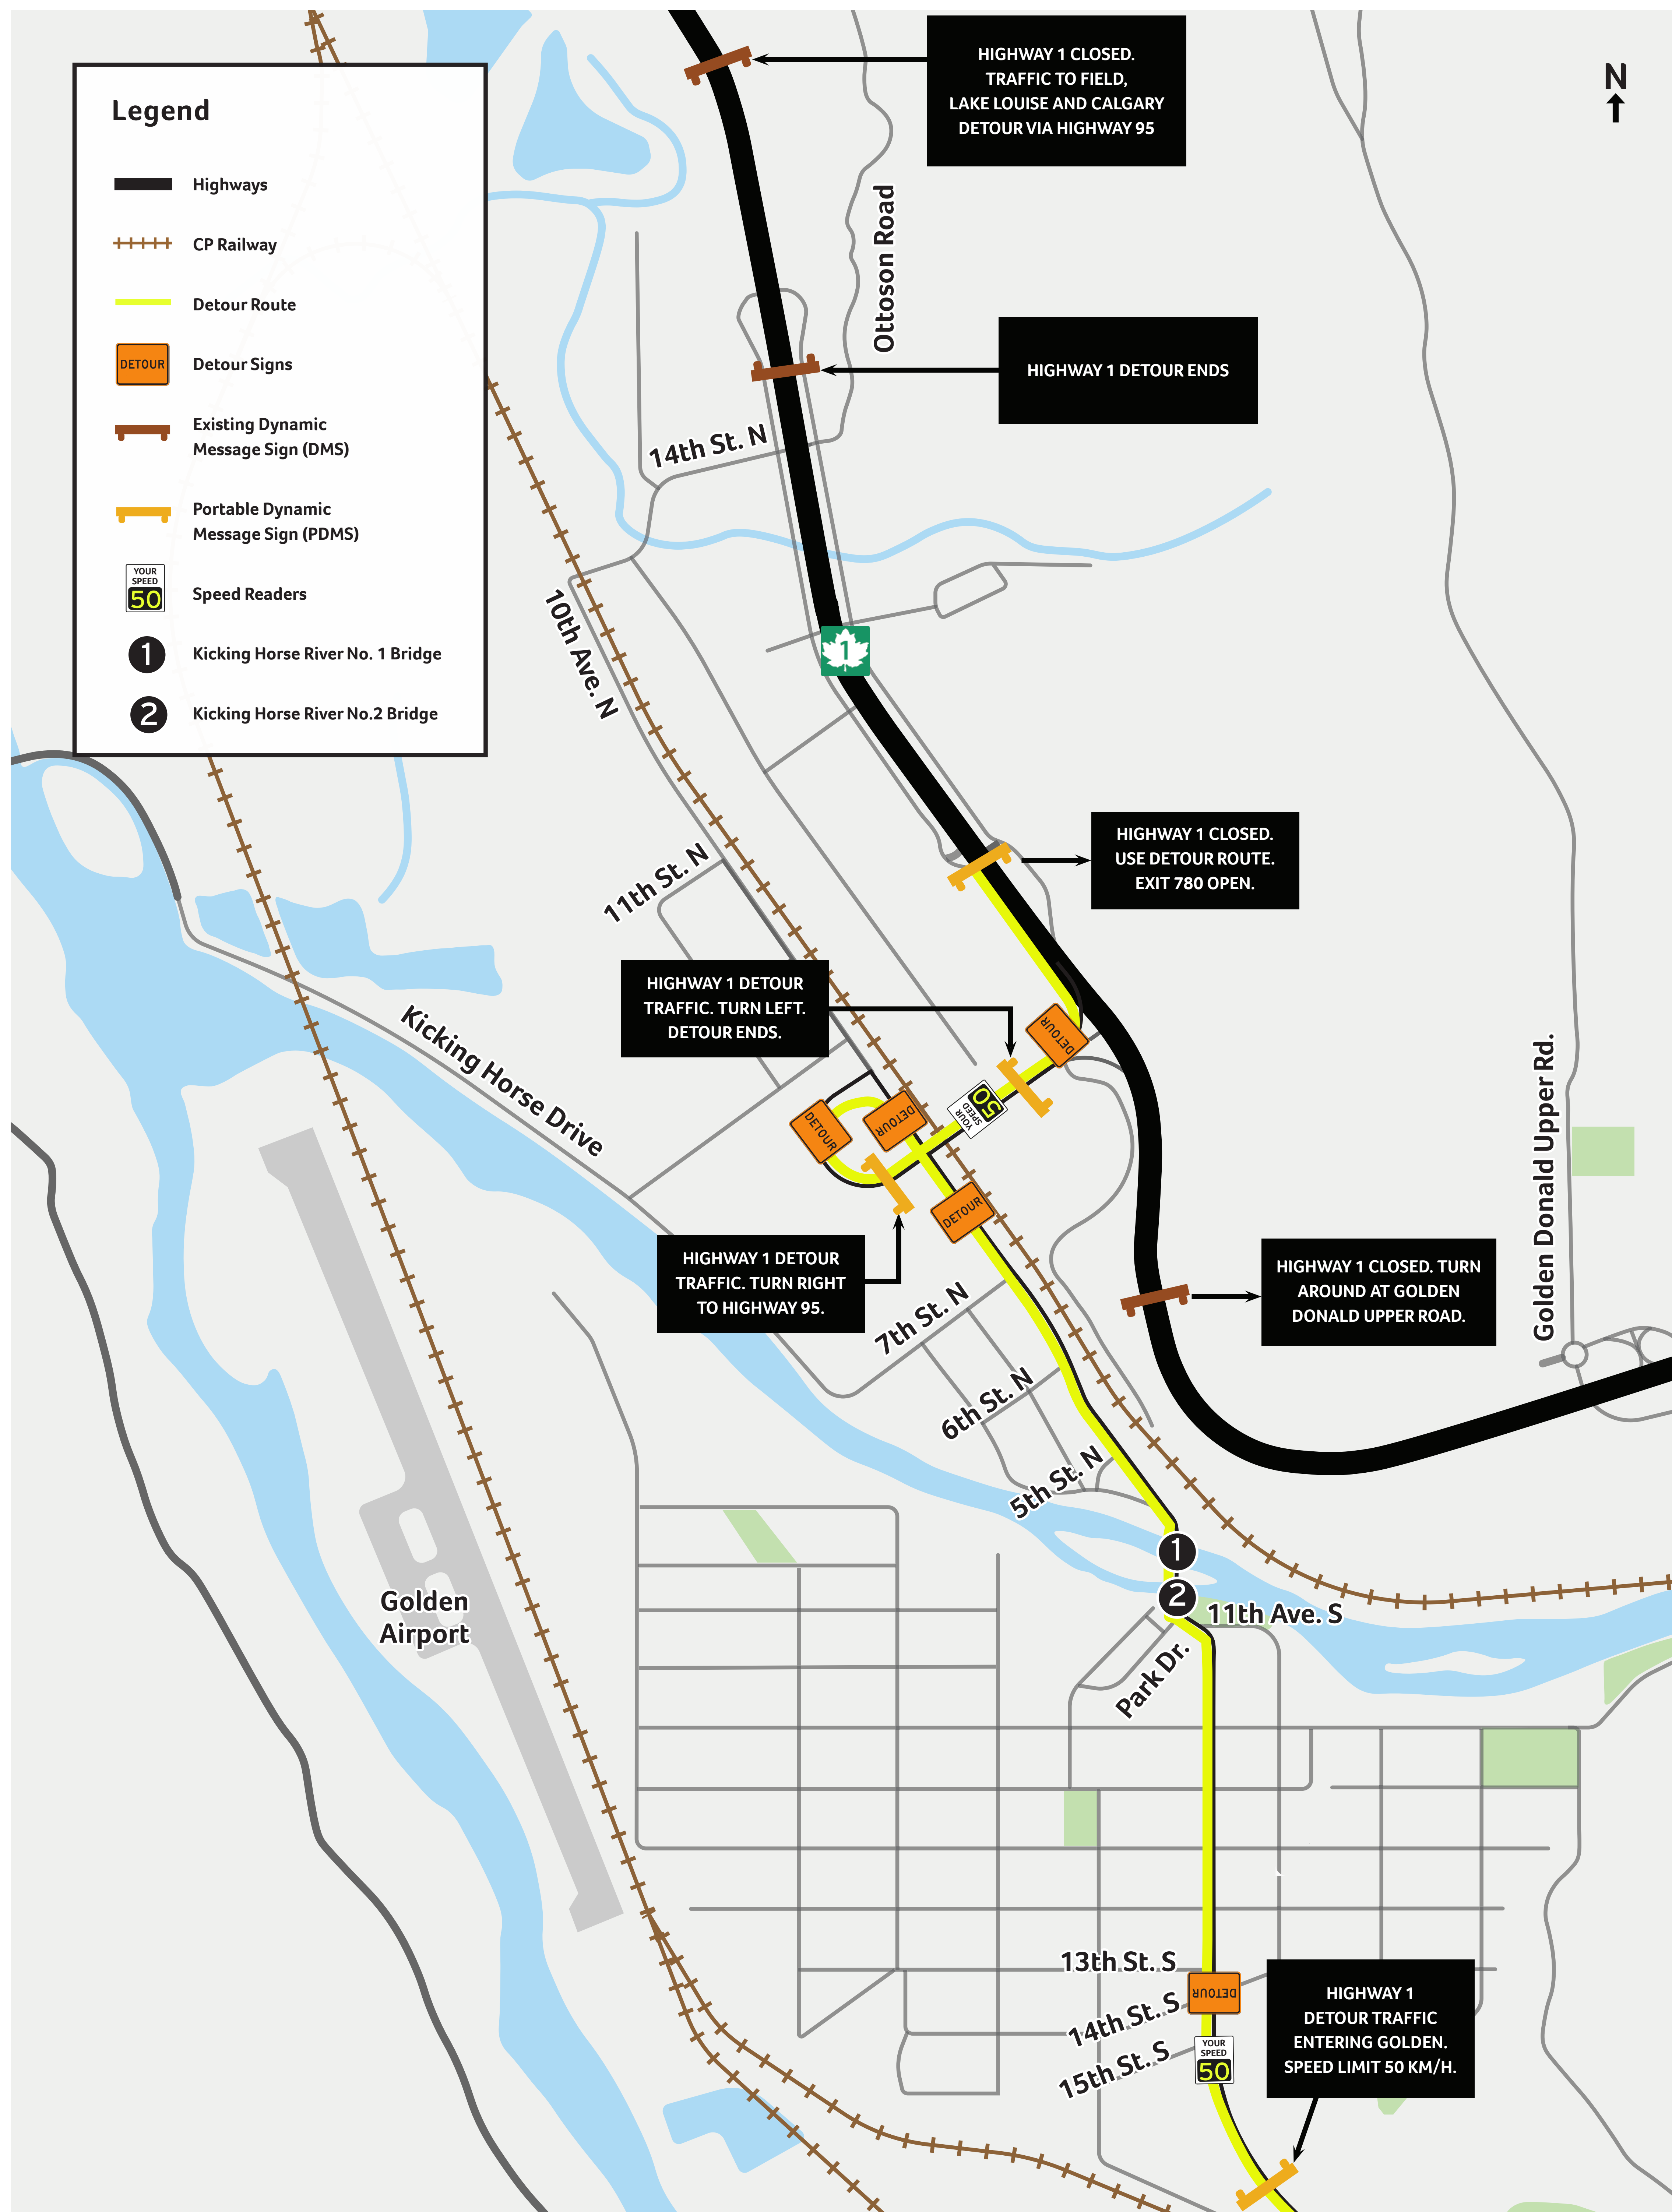 Legend
Highways
CP Railway
Detour Route
DETOUR
Detour Signs
Existing Dynamic
Message Sign (DMS)
Portable Dynamic
Message Sign (PDMS)
YOUR
SPEED
50
Speed Readers
1
Kicking Horse River No. 1 Bridge
2
Kicking Horse River No.2 Bridge
HIGHWAY 1 CLOSED.
TRAFFIC TO FIELD,
LAKE LOUISE AND CALGARY
DETOUR VIA HIGHWAY 95
N
Ottoson Road
HIGHWAY 1 DETOUR ENDS
14th St. N
10th Ave. N
1
HIGHWAY 1 CLOSED.
USE DETOUR ROUTE.
EXIT 780 OPEN.
11th St. N
HIGHWAY 1 DETOUR
TRAFFIC. TURN LEFT.
DETOUR ENDS.
DETOUR
Kicking Horse Drive
YOUR
SPEED
50
DETOUR
DETOUR
DETOUR
Golden Donald Upper Rd.
HIGHWAY 1 DETOUR
TRAFFIC. TURN RIGHT
TO HIGHWAY 95.
HIGHWAY 1 CLOSED. TURN
AROUND AT GOLDEN
DONALD UPPER ROAD.
7th St. N
6th St. N
5th St. N
1
2
11th Ave. S
Park Dr.
Golden
Airport
13th St. S
DETOUR
14th St. S
15th St. S
YOUR
SPEED
50
HIGHWAY 1
DETOUR TRAFFIC
ENTERING GOLDEN.
SPEED LIMIT 50 KM/H.